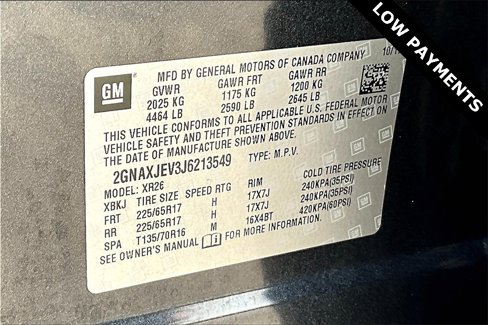 LOW PAYMENTS
GM
MFD BY GENERAL MOTORS OF CANADA COMPANY
GVWR GAWR FRT GAWR RR
2025 KG 1175 KG 1200 KG
4464 LB 2590 LB 2645 LB
THIS VEHICLE CONFORMS TO ALL APPLICABLE U.S. FEDERAL MOTOR
VEHICLE SAFETY AND THEFT PREVENTION STANDARDS IN EFFECT ON
THE DATE OF MANUFACTURE SHOWN ABOVE.
2GNAXJEV3J6213549 TYPE: M.P.V.
MODEL: XR26
XBKJ TIRE SIZE SPEED RTG RIM COLD TIRE PRESSURE
FRT 225/65R17 H 17X7J 240KPA(35PSI)
RR 225/65R17 H 17X7J 240KPA(35PSI)
SPA T135/70R16 M 16X4BT 420KPA(60PSI)
SEE OWNER'S MANUAL FOR MORE INFORMATION.